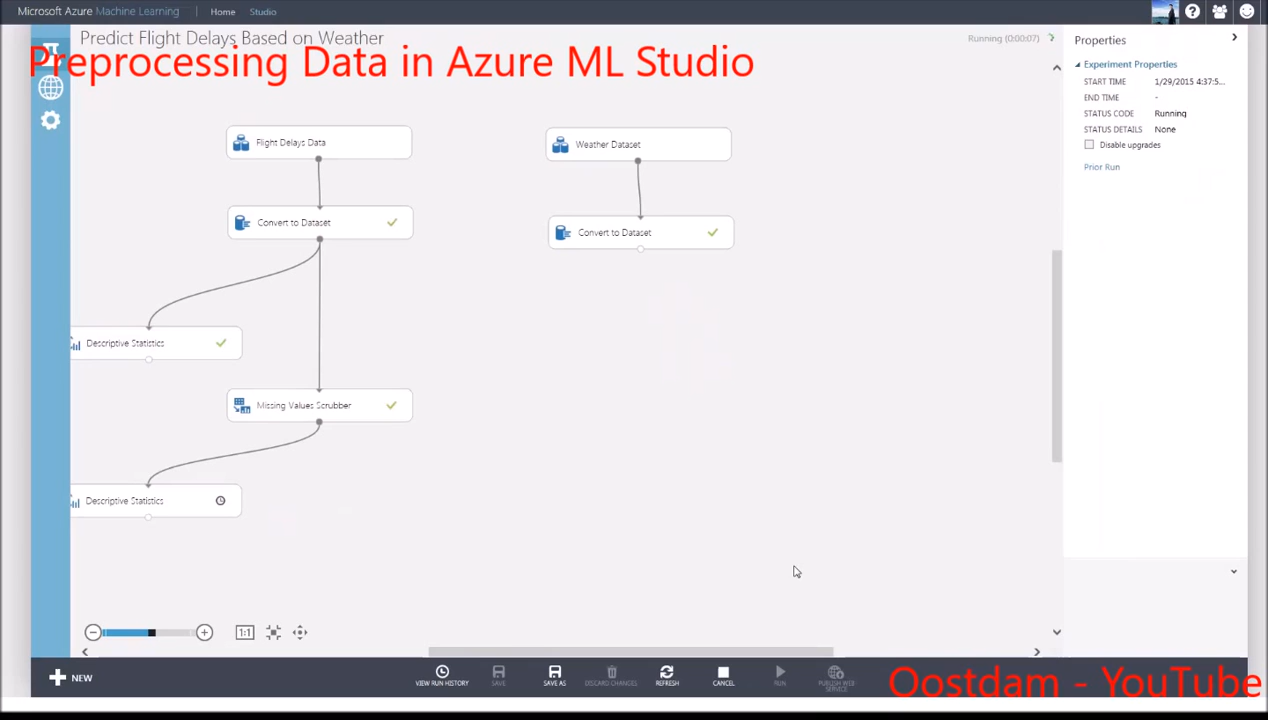 Microsoft Azure Machine Learning
Home
Studio
Predict Flight Delays Based on Weather
Running (0:00:07)
Preprocessing Data in Azure ML Studio
Properties
Experiment Properties
START TIME 1/29/2015 4:37:5...
END TIME -
STATUS CODE Running
STATUS DETAILS None
Disable upgrades
Prior Run
Flight Delays Data
Weather Dataset
Convert to Dataset
Convert to Dataset
Descriptive Statistics
Missing Values Scrubber
Descriptive Statistics
1:1
NEW
VIEW RUN HISTORY
SAVE
SAVE AS
DISCARD CHANGES
REFRESH
CANCEL
RUN
PUBLISH WEB
SERVICE
Oostdam - YouTube